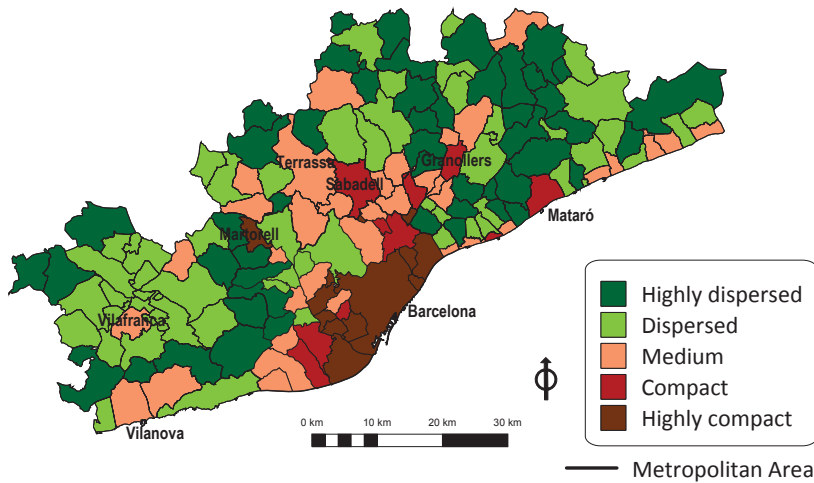 Terrassa
Granollers
Sabadell
Mataró
Martorell
Barcelona
Vilafranca
Vilanova
0 km 10 km 20 km 30 km
Highly dispersed
Dispersed
Medium
Compact
Highly compact
Metropolitan Area